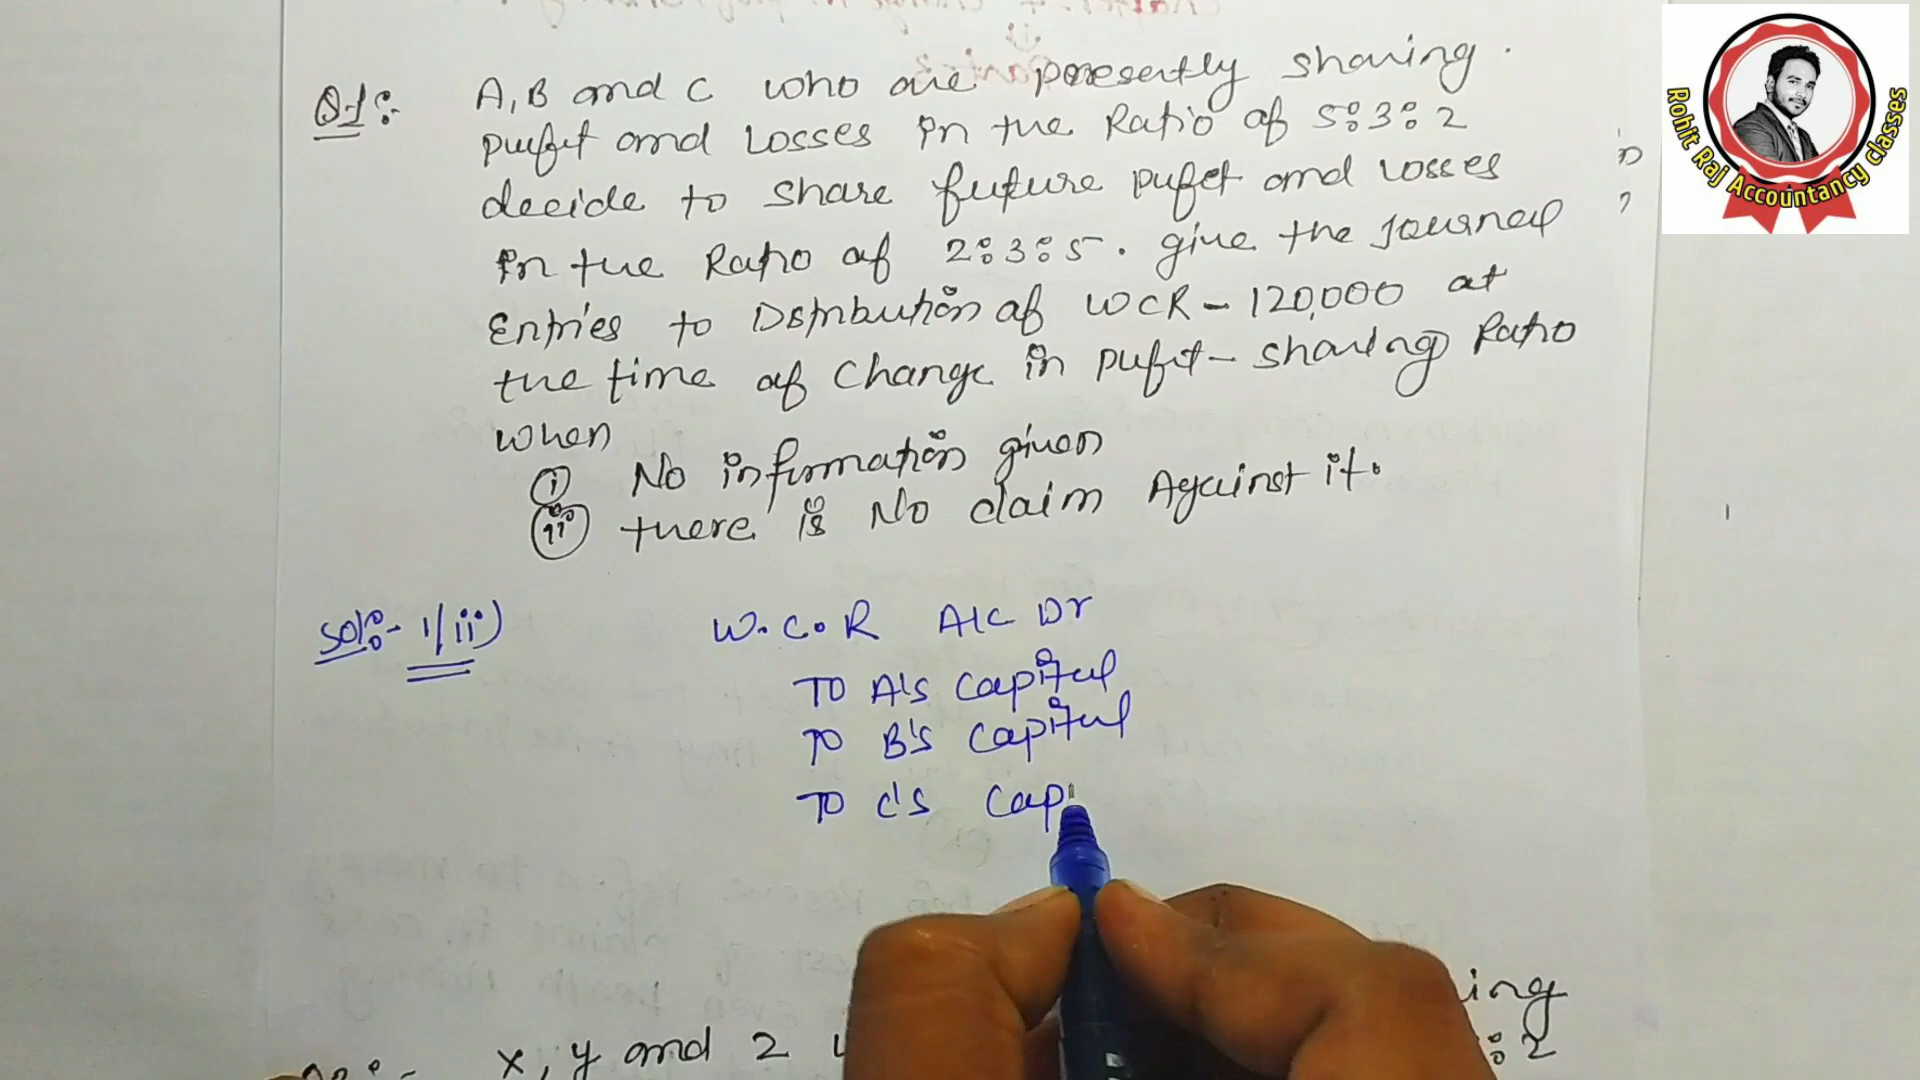 Q.1:-
A, B and C who are presently sharing
profit and Losses in the Ratio of 5:3:2
decide to share future profit and losses
in the Ratio of 2:3:5. give the Journal
Entries to Distribution of WCR - 120,000 at
the time of Change in profit-sharing Ratio
when
(i) No information given
(ii) there is No claim Against it.
Sol:- i/ii)
W.C.R A/C Dr
To A's Capital
To B's Capital
To C's Cap
ing
x, y and z
:2
Rohit Raj Accountancy classes